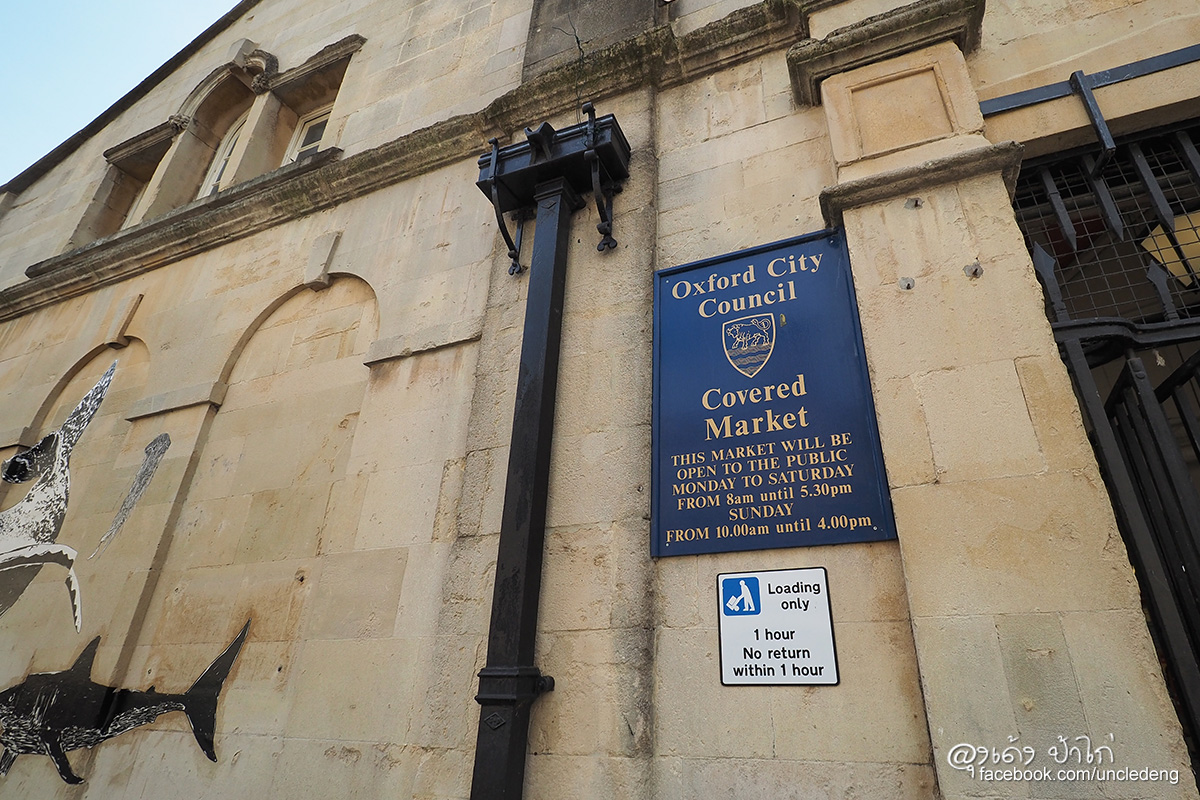 Oxford City
Council
Covered
Market
THIS MARKET WILL BE
OPEN TO THE PUBLIC
MONDAY TO SATURDAY
FROM 8am until 5.30pm
SUNDAY
FROM 10.00am until 4.00pm
Loading
only
1 hour
No return
within 1 hour
@ลุงเด้ง ป้าไก่
facebook.com/uncledeng